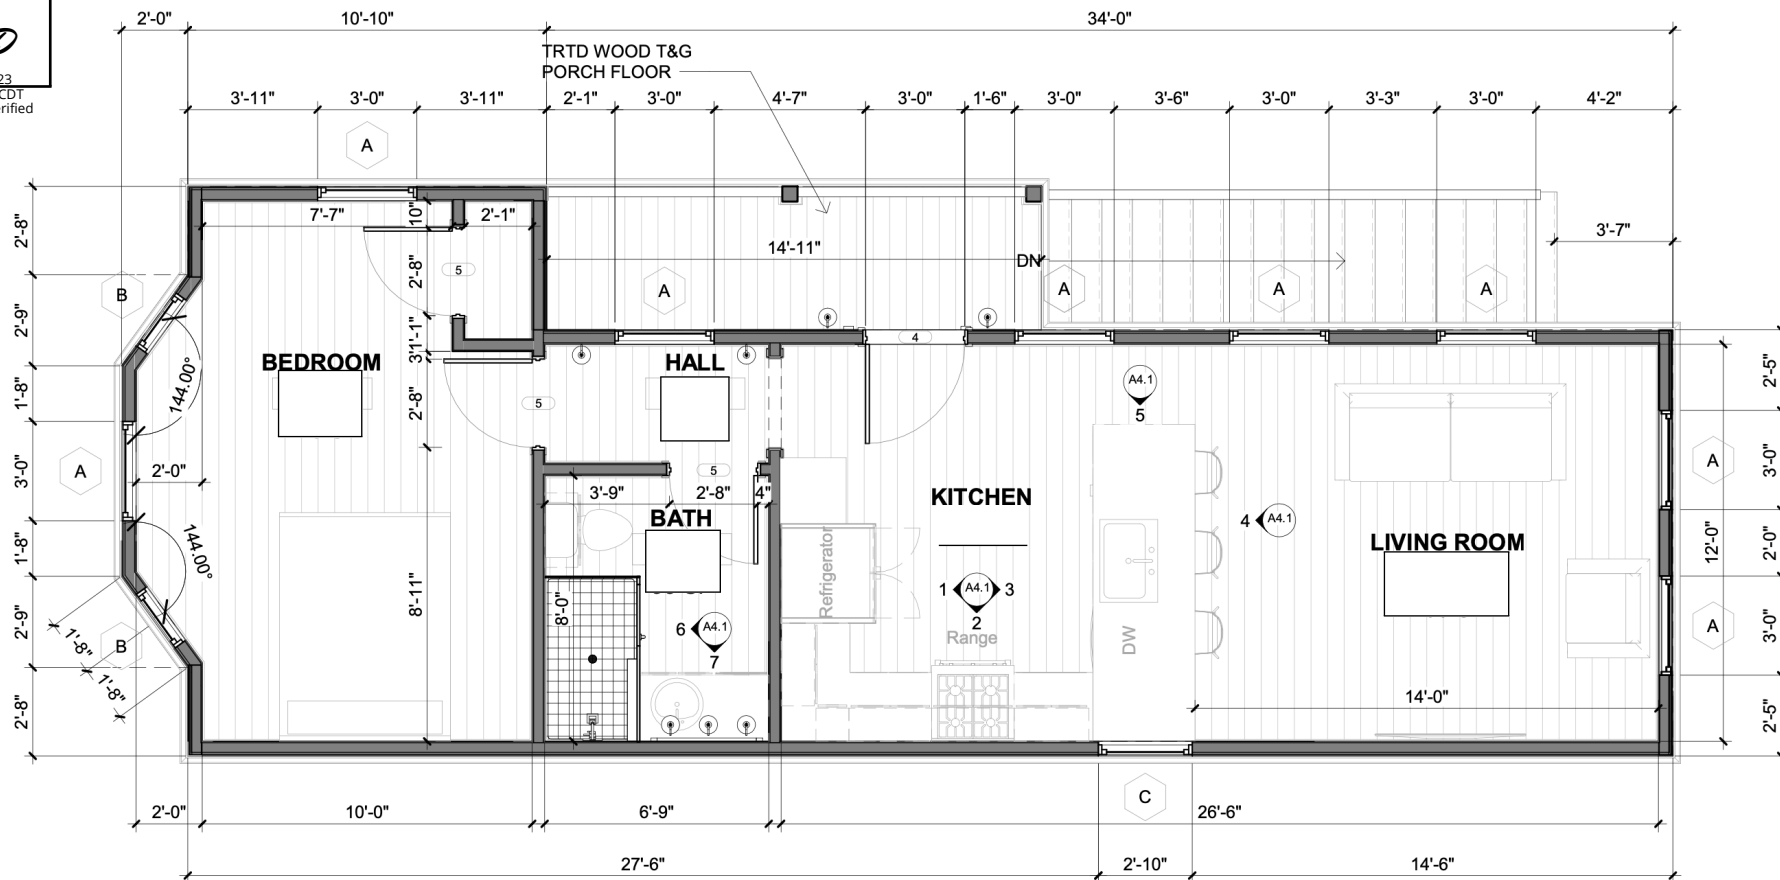 23
CDT
erified
2'-0"
10'-10"
34'-0"
TRTD WOOD T&G
PORCH FLOOR
3'-11"
3'-0"
3'-11"
2'-1"
3'-0"
4'-7"
3'-0"
1'-6"
3'-0"
3'-6"
3'-0"
3'-3"
3'-0"
4'-2"
A
2'-8"
7'-7"
10"
2'-1"
14'-11"
DN
3'-7"
B
5
2'-8"
A
A
A
A
2'-9"
1'-1"
3"
4
BEDROOM
HALL
144.00°
1'-8"
2'-8"
5
A4.1
5
2'-5"
A
3'-0"
2'-0"
5
3'-9"
2'-8"
4"
BATH
KITCHEN
4
A4.1
LIVING ROOM
A
3'-0"
12'-0"
2'-0"
1'-8"
144.00°
Refrigerator
8'-11"
8'-0"
1
A4.1
3
2
Range
DW
6
A4.1
7
A
3'-0"
2'-9"
1'-8"
B
1'-8"
2'-8"
14'-0"
2'-5"
C
2'-0"
10'-0"
6'-9"
26'-6"
27'-6"
2'-10"
14'-6"